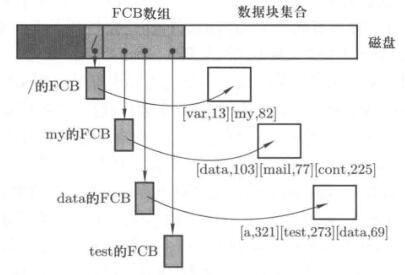 FCB数组
数据块集合
/
磁盘
/的FCB
[var,13][my,82]
my的FCB
[data,103][mail,77][cont,225]
data的FCB
[a,321][test,273][data,69]
test的FCB